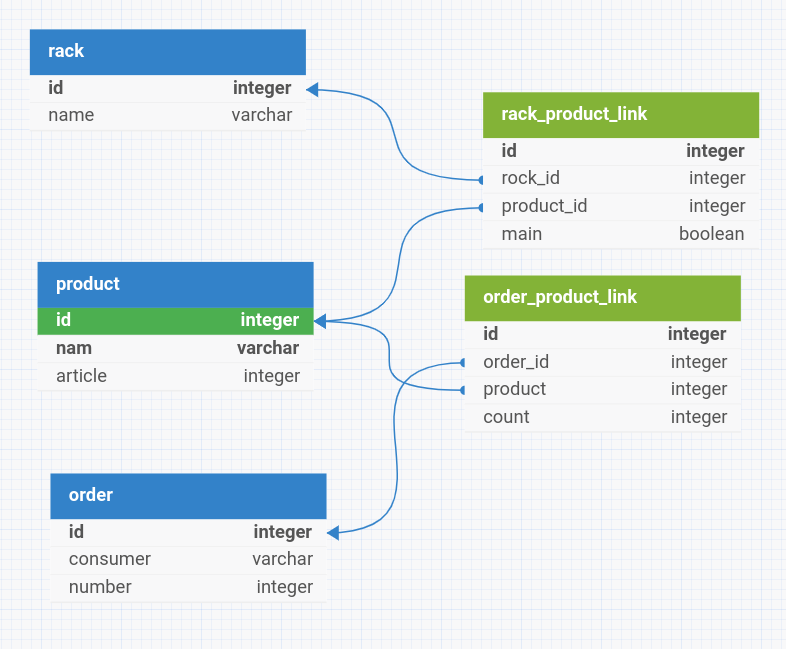 rack
id integer
name varchar
rack_product_link
id integer
rock_id integer
product_id integer
main boolean
product
id integer
nam varchar
article integer
order_product_link
id integer
order_id integer
product integer
count integer
order
id integer
consumer varchar
number integer